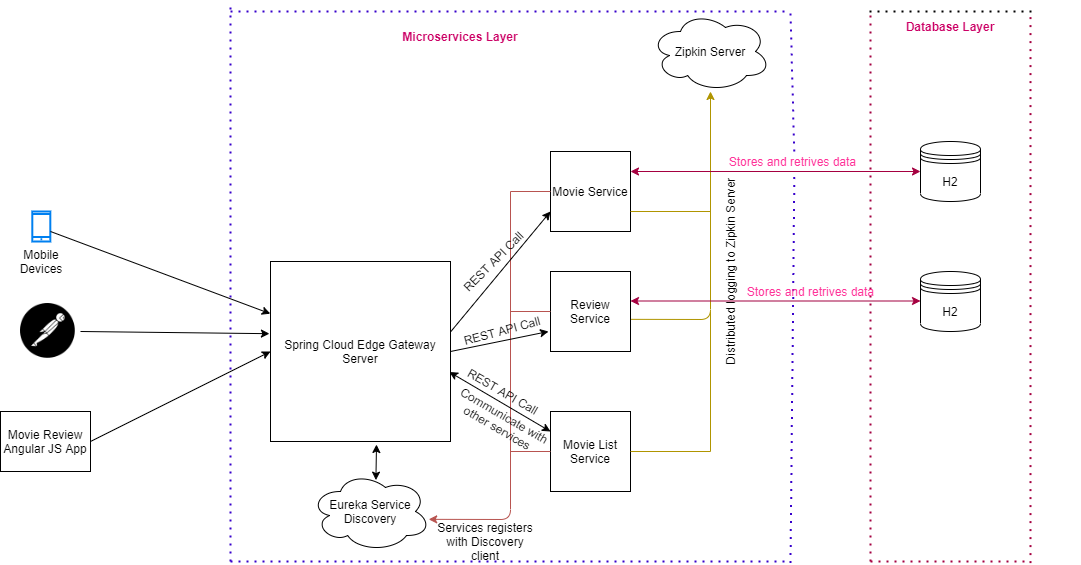 Microservices Layer
Database Layer
Zipkin Server
Stores and retrives data
H2
Movie Service
Distributed logging to Zipkin Server
REST API Call
Mobile
Devices
Stores and retrives data
H2
Review
Service
REST API Call
Spring Cloud Edge Gateway
Server
REST API Call
Communicate with
other services
Movie Review
Angular JS App
Movie List
Service
Eureka Service
Discovery
Services registers
with Discovery
client